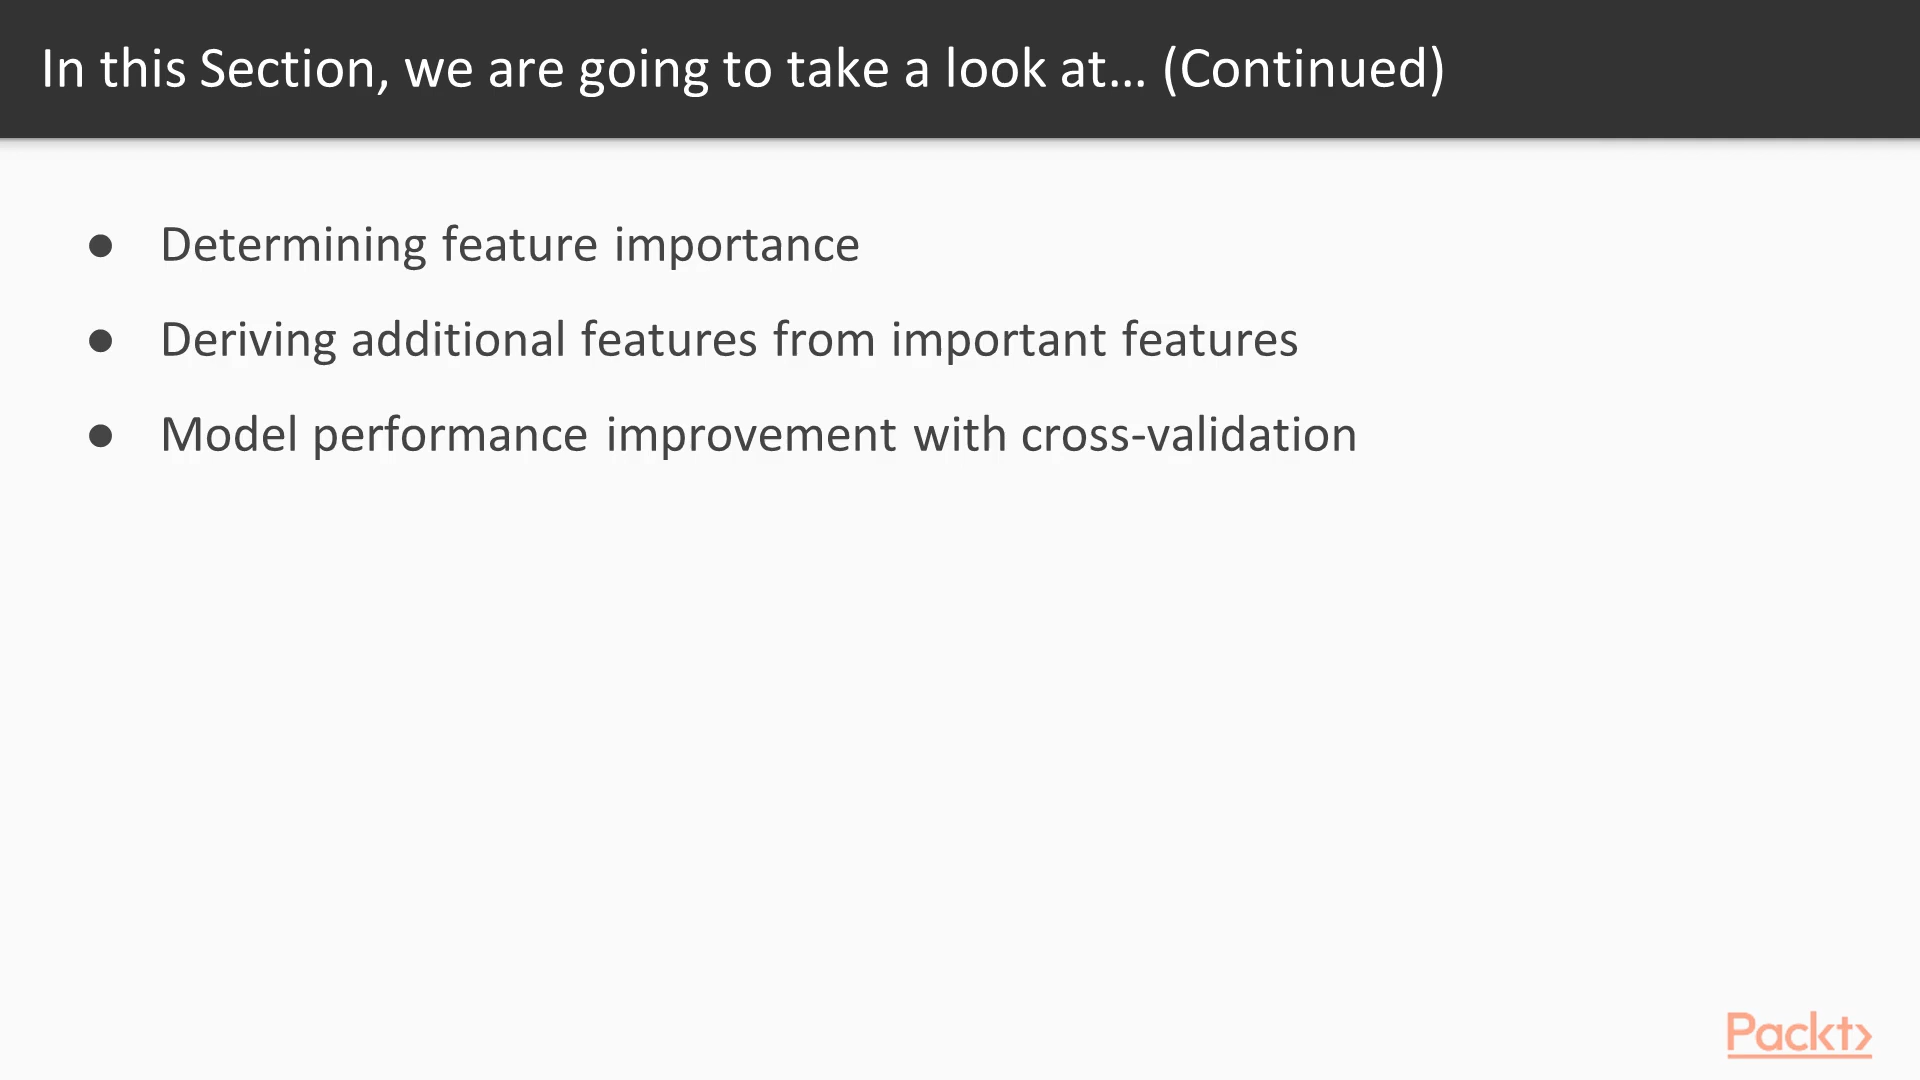 In this Section, we are going to take a look at... (Continued)
● Determining feature importance
● Deriving additional features from important features
● Model performance improvement with cross-validation
Packt>